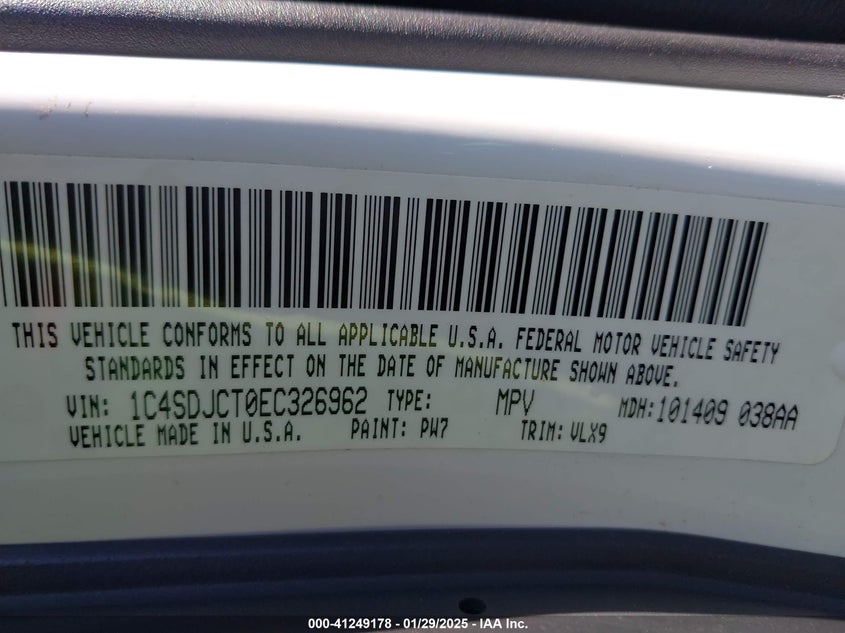 THIS VEHICLE CONFORMS TO ALL APPLICABLE U.S.A. FEDERAL MOTOR VEHICLE SAFETY
STANDARDS IN EFFECT ON THE DATE OF MANUFACTURE SHOWN ABOVE.
VIN: 1C4SDJCT0EC326962 TYPE: MPV MDH:101409 038AA
VEHICLE MADE IN U.S.A. PAINT: PW7 TRIM: VLX9
000-41249178 - 01/29/2025 - IAA Inc.